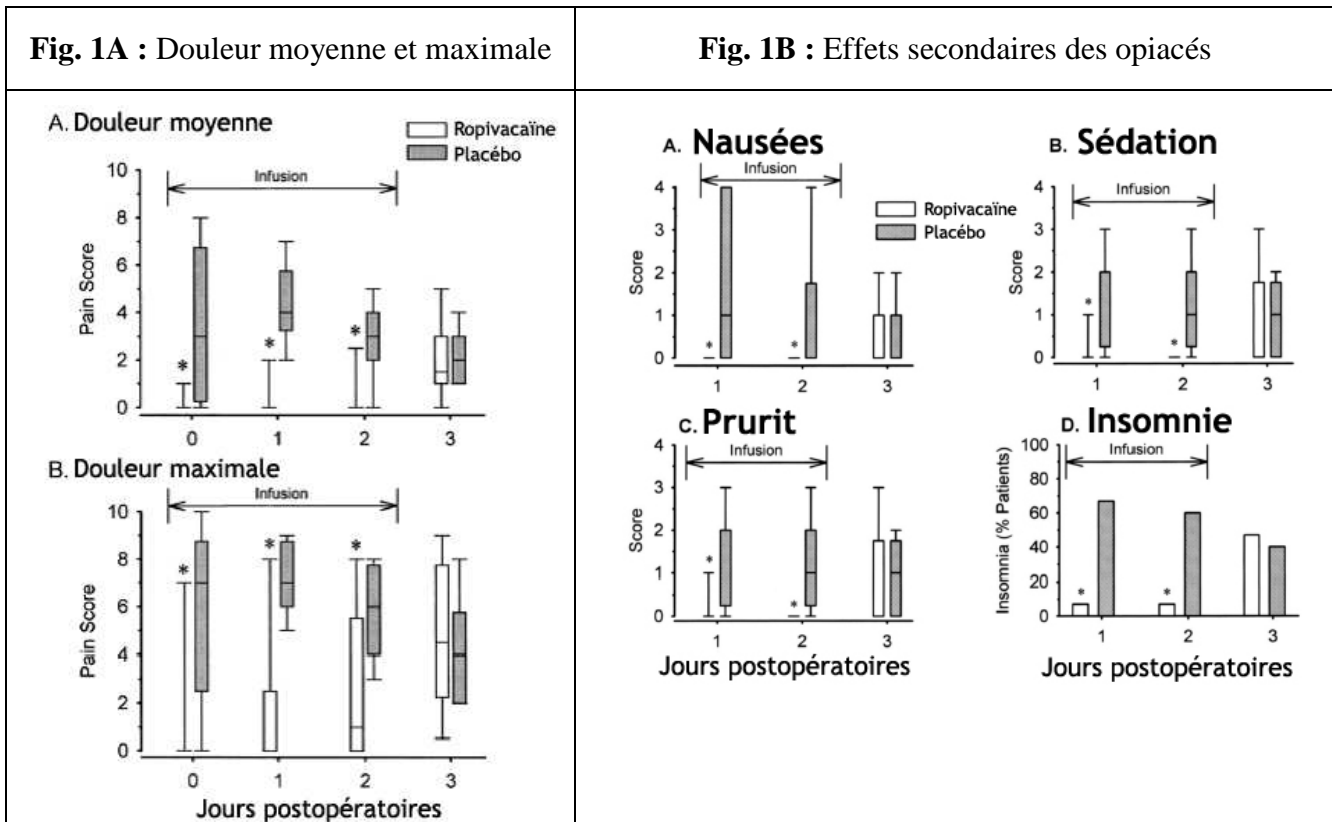 Fig. 1A : Douleur moyenne et maximale
Fig. 1B : Effets secondaires des opiacés
A. Douleur moyenne
Ropivacaïne
Placébo
Infusion
Pain Score
10
8
6
4
2
0
* * *
0 1 2 3
B. Douleur maximale
Infusion
Pain Score
10
8
6
4
2
0
* * *
0 1 2 3
Jours postopératoires
A. Nausées
Infusion
Ropivacaïne
Placébo
Score
4
3
2
1
0
* *
1 2 3
B. Sédation
Infusion
Score
4
3
2
1
0
* *
1 2 3
C. Prurit
Infusion
Score
4
3
2
1
0
* *
1 2 3
Jours postopératoires
D. Insomnie
Infusion
Insomnia (% Patients)
100
80
60
40
20
0
* *
1 2 3
Jours postopératoires